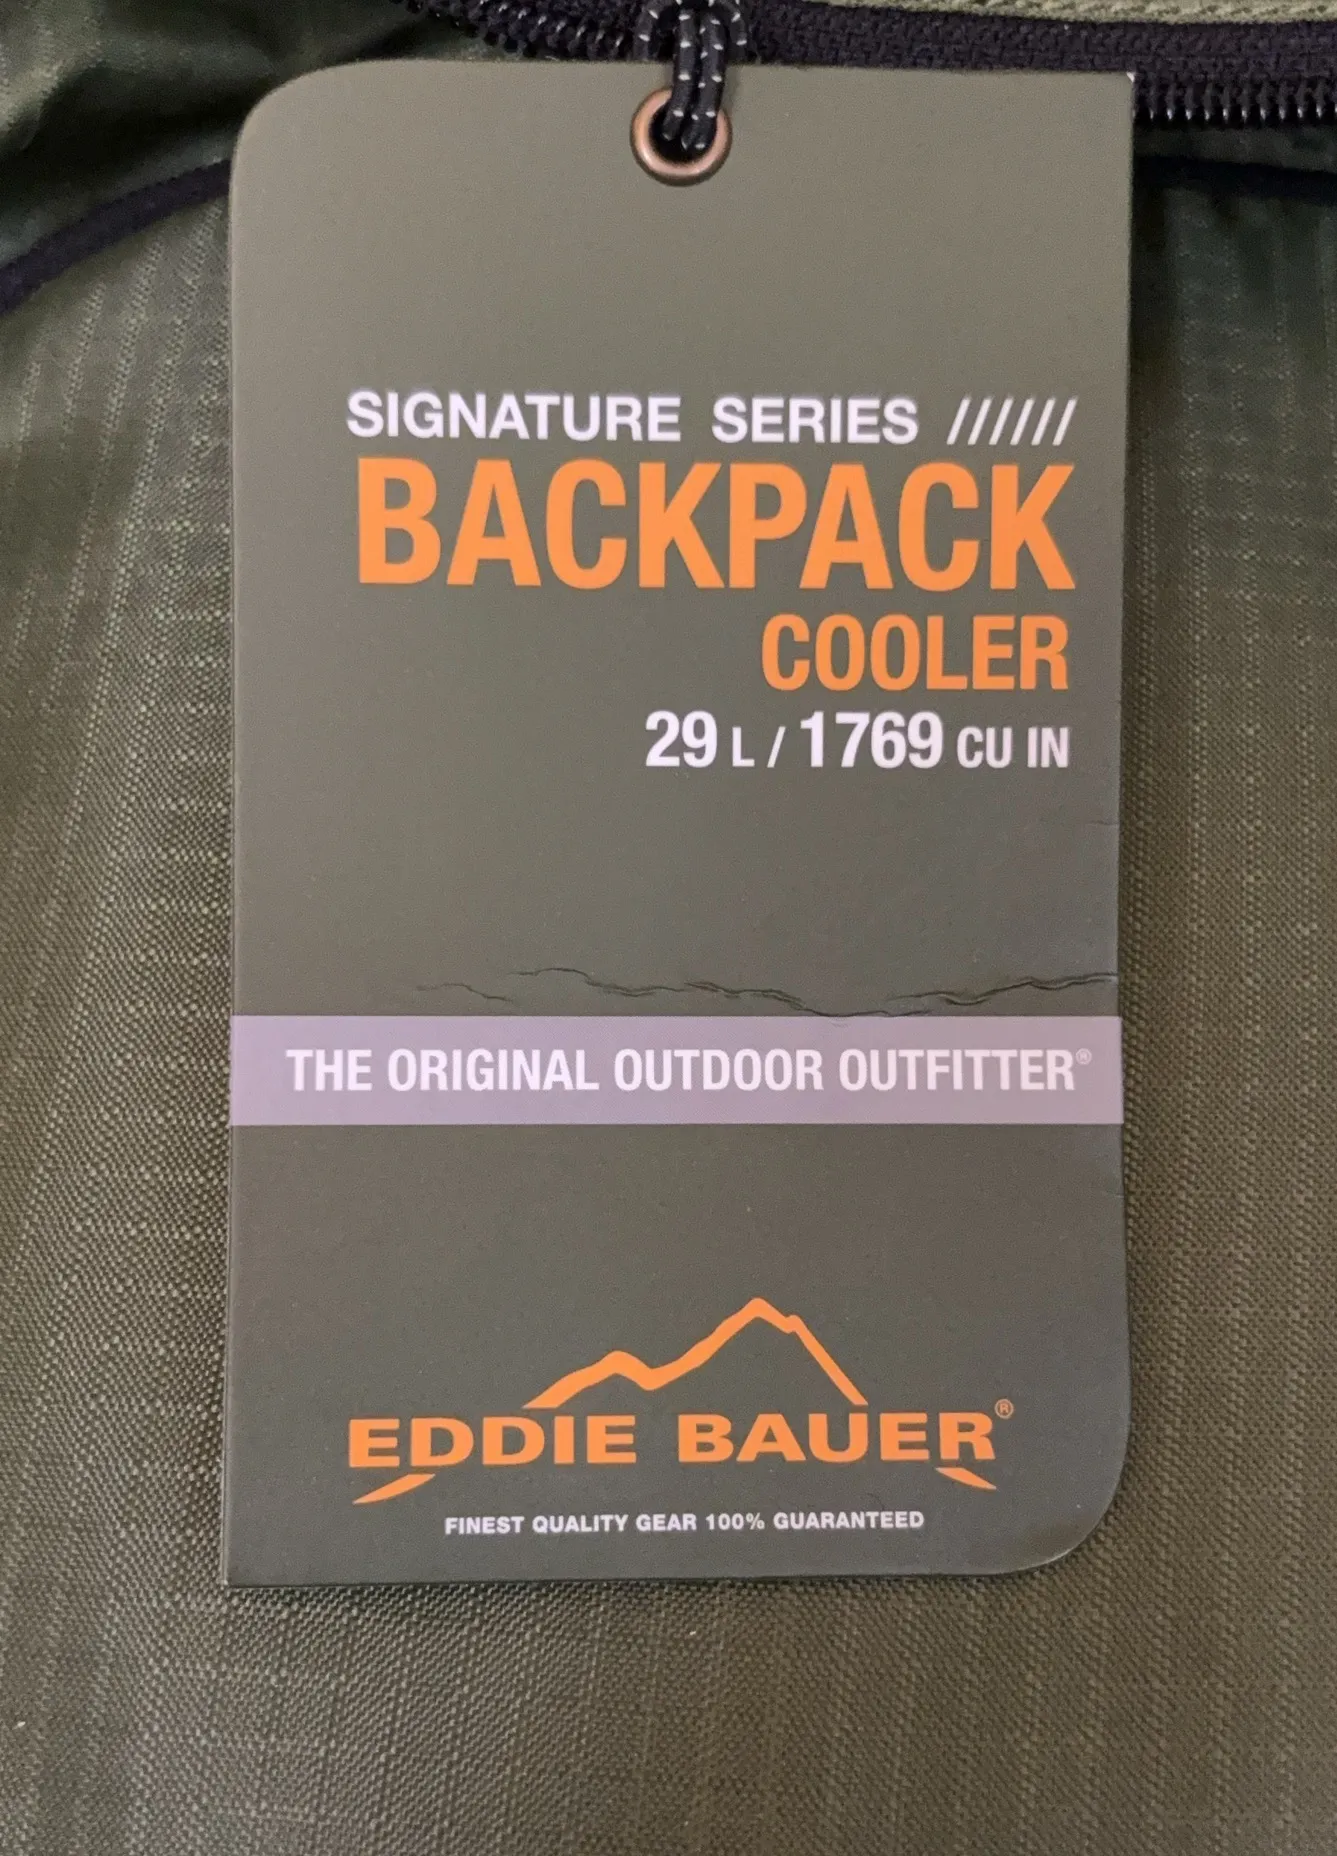 SIGNATURE SERIES //////
BACKPACK
COOLER
29 L / 1769 CU IN
THE ORIGINAL OUTDOOR OUTFITTER®
EDDIE BAUER®
FINEST QUALITY GEAR 100% GUARANTEED